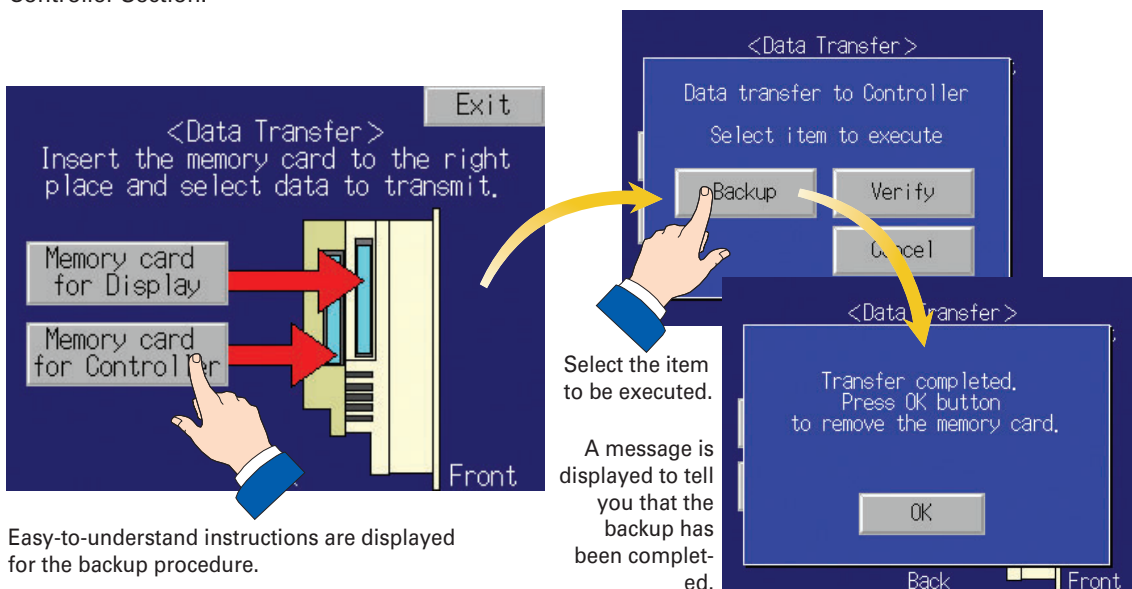 Exit
<Data Transfer>
Insert the memory card to the right
place and select data to transmit.
Memory card
for Display
Memory card
for Controller
Front
Easy-to-understand instructions are displayed
for the backup procedure.
<Data Transfer>
Data transfer to Controller
Select item to execute
Backup
Verify
Cancel
Select the item
to be executed.
A message is
displayed to tell
you that the
backup has
been complet-
ed.
<Data Transfer>
Transfer completed.
Press OK button
to remove the memory card.
OK
Back
Front